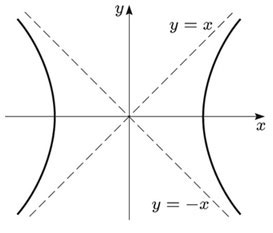 y
y = x
x
y = −x